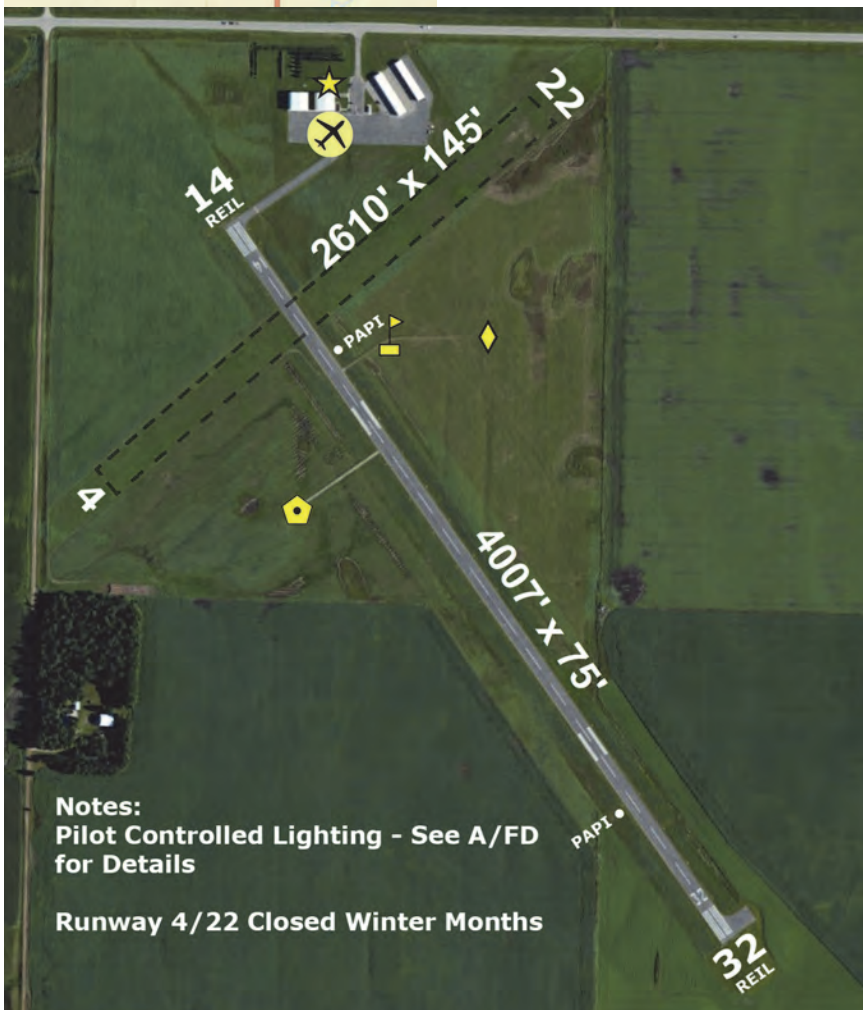 22
2610' x 145'
14
REIL
PAPI
4
4007' x 75'
PAPI
Notes:
Pilot Controlled Lighting - See A/FD
for Details
Runway 4/22 Closed Winter Months
32
32
REIL